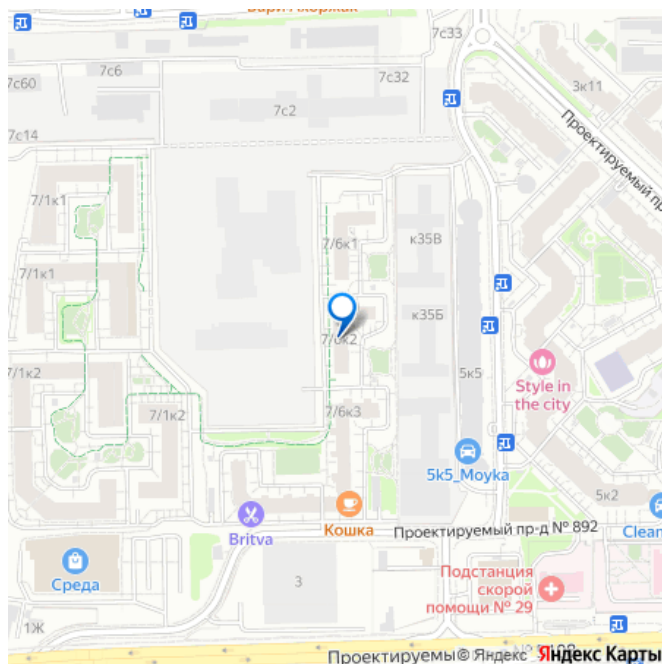 7с33
7с60
7с6
7с32
7с2
3к11
7с14
Проектируемый пр
7/1к1
7/6к1
к35В
7/1к1
к35Б
7/6к2
7/1к2
5к5
Style in
the city
7/1к2
7/6к3
5k5_Moyka
5к2
Britva
Кошка
Проектируемый пр-д № 892
Clean
Среда
3
Подстанция
скорой
помощи № 29
1Ж
Проектируемы
© Яндекс
Яндекс Карты